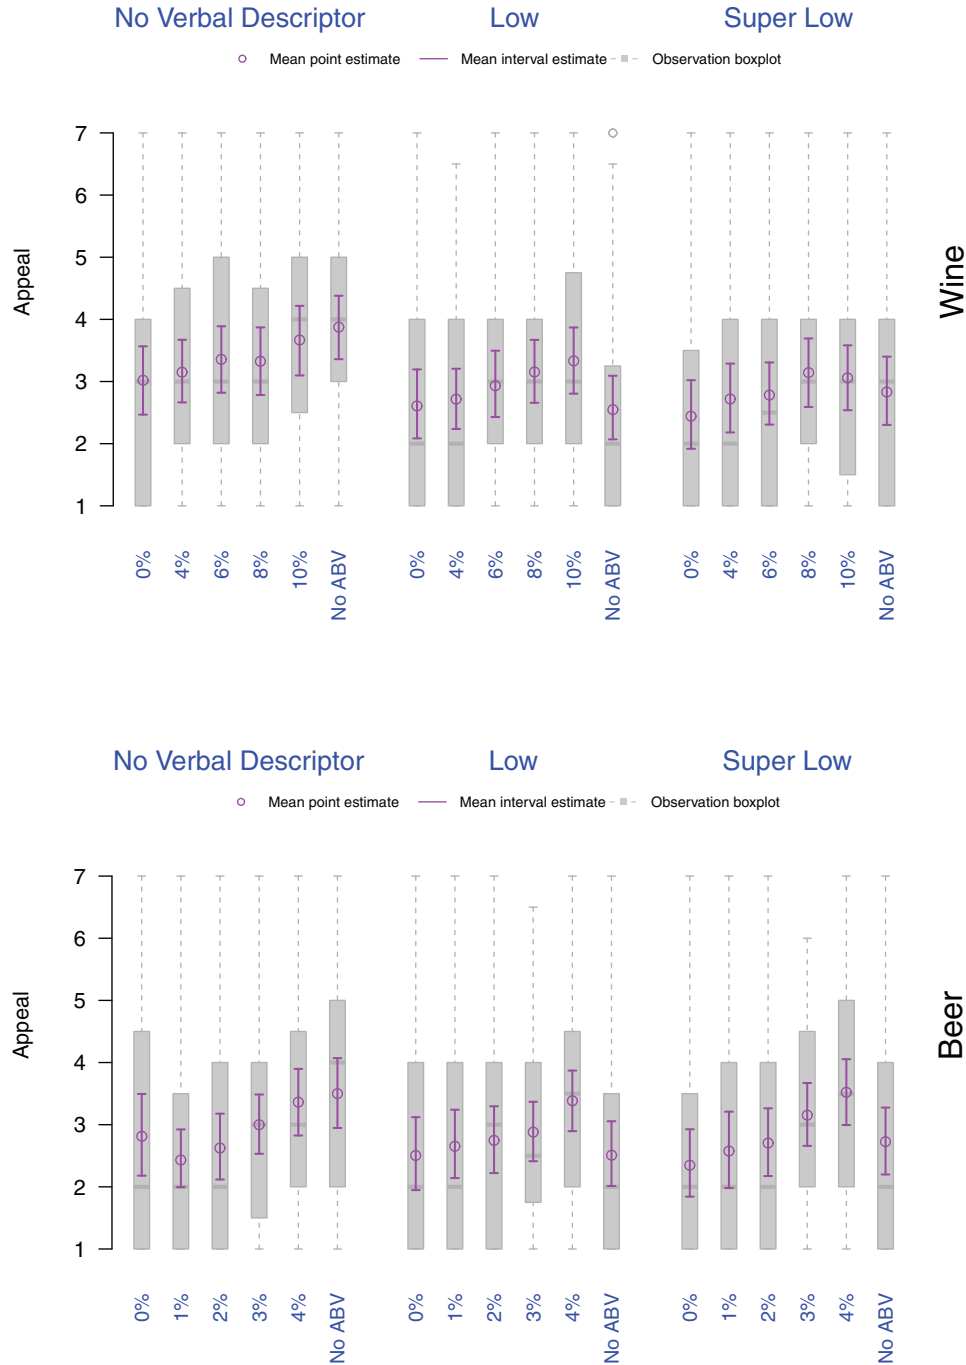 No Verbal Descriptor Low Super Low
Mean point estimate Mean interval estimate Observation boxplot
7
6
5
4
3
2
1
Appeal
Wine
0% 4% 6% 8% 10% No ABV 0% 4% 6% 8% 10% No ABV 0% 4% 6% 8% 10% No ABV
No Verbal Descriptor Low Super Low
Mean point estimate Mean interval estimate Observation boxplot
7
6
5
4
3
2
1
Appeal
Beer
0% 1% 2% 3% 4% No ABV 0% 1% 2% 3% 4% No ABV 0% 1% 2% 3% 4% No ABV